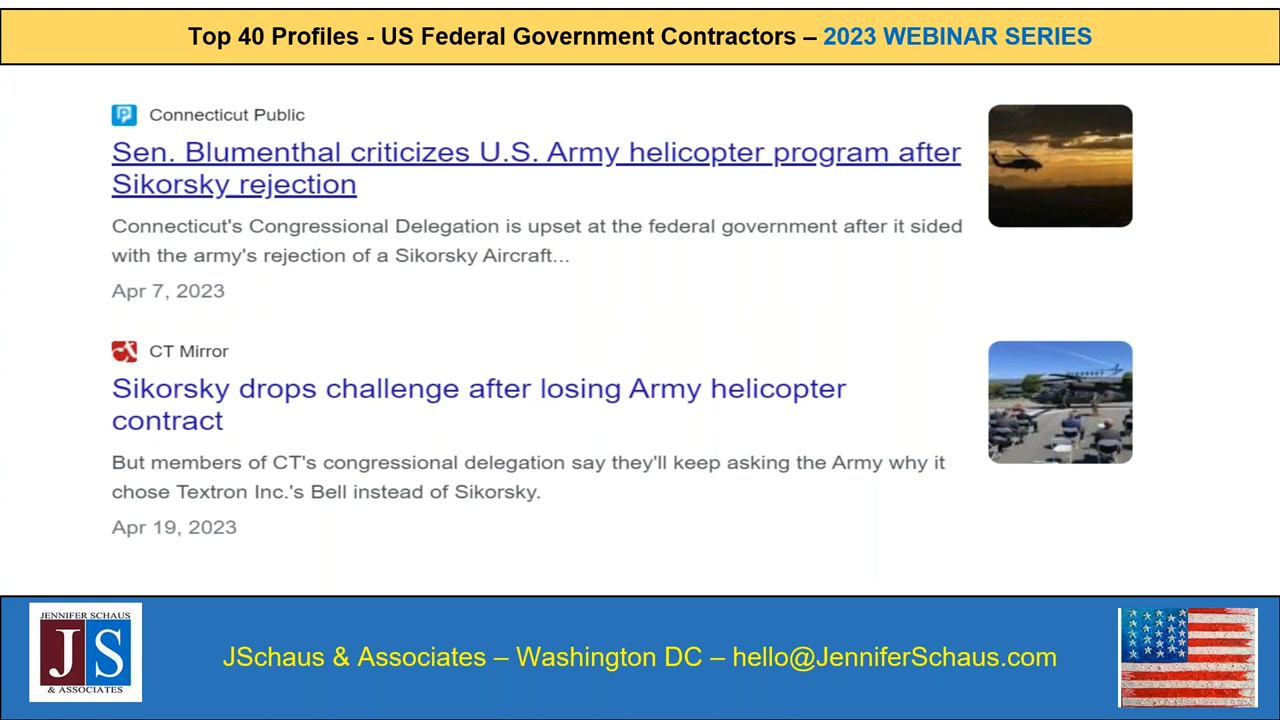 Top 40 Profiles - US Federal Government Contractors – 2023 WEBINAR SERIES
Connecticut Public
Sen. Blumenthal criticizes U.S. Army helicopter program after
Sikorsky rejection
Connecticut's Congressional Delegation is upset at the federal government after it sided
with the army's rejection of a Sikorsky Aircraft...
Apr 7, 2023
CT Mirror
Sikorsky drops challenge after losing Army helicopter
contract
But members of CT's congressional delegation say they'll keep asking the Army why it
chose Textron Inc.'s Bell instead of Sikorsky.
Apr 19, 2023
JENNIFER SCHAUS
JS
& ASSOCIATES
JSchaus & Associates – Washington DC – hello@JenniferSchaus.com